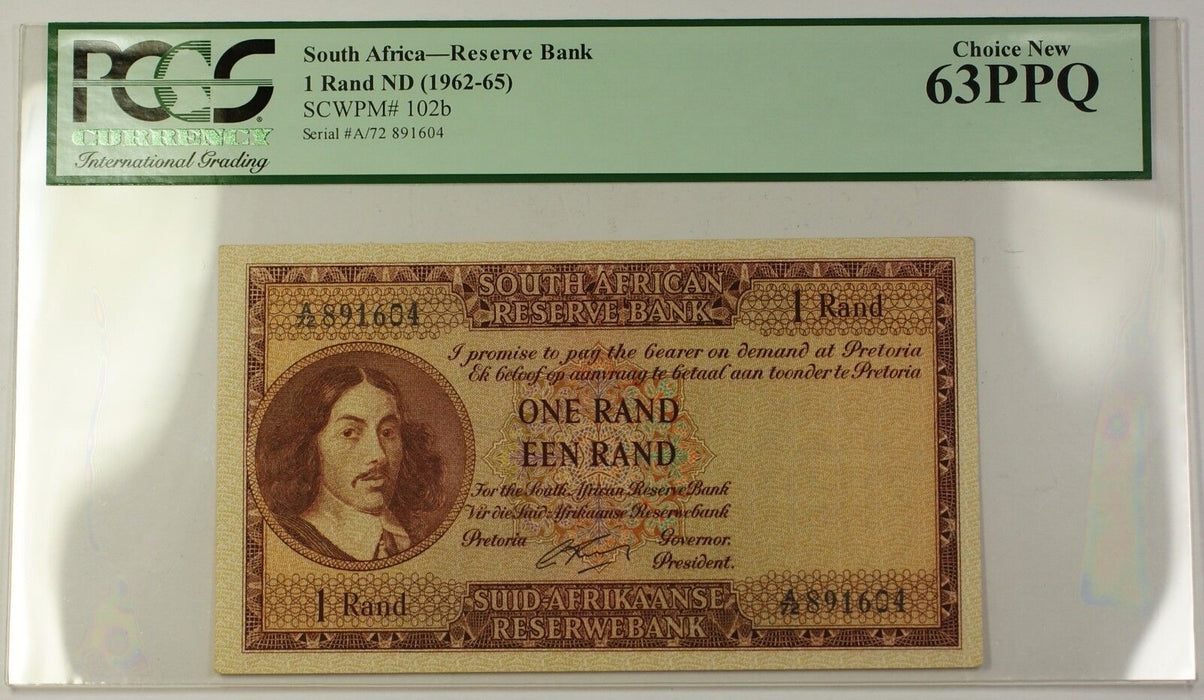 PCGS
CURRENCY
International Grading
South Africa—Reserve Bank
1 Rand ND (1962-65)
SCWPM# 102b
Serial #A/72 891604
Choice New
63PPQ
SOUTH AFRICAN
RESERVE BANK
A/72 891604
1 Rand
I promise to pay the bearer on demand at Pretoria
Ek beloof op aanvraag te betaal aan toonder te Pretoria
ONE RAND
EEN RAND
For the South African Reserve Bank
Vir die Suid-Afrikaanse Reserwebank
Pretoria
Governor.
President.
1 Rand
SUID-AFRIKAANSE
RESERWEBANK
A/72 891604